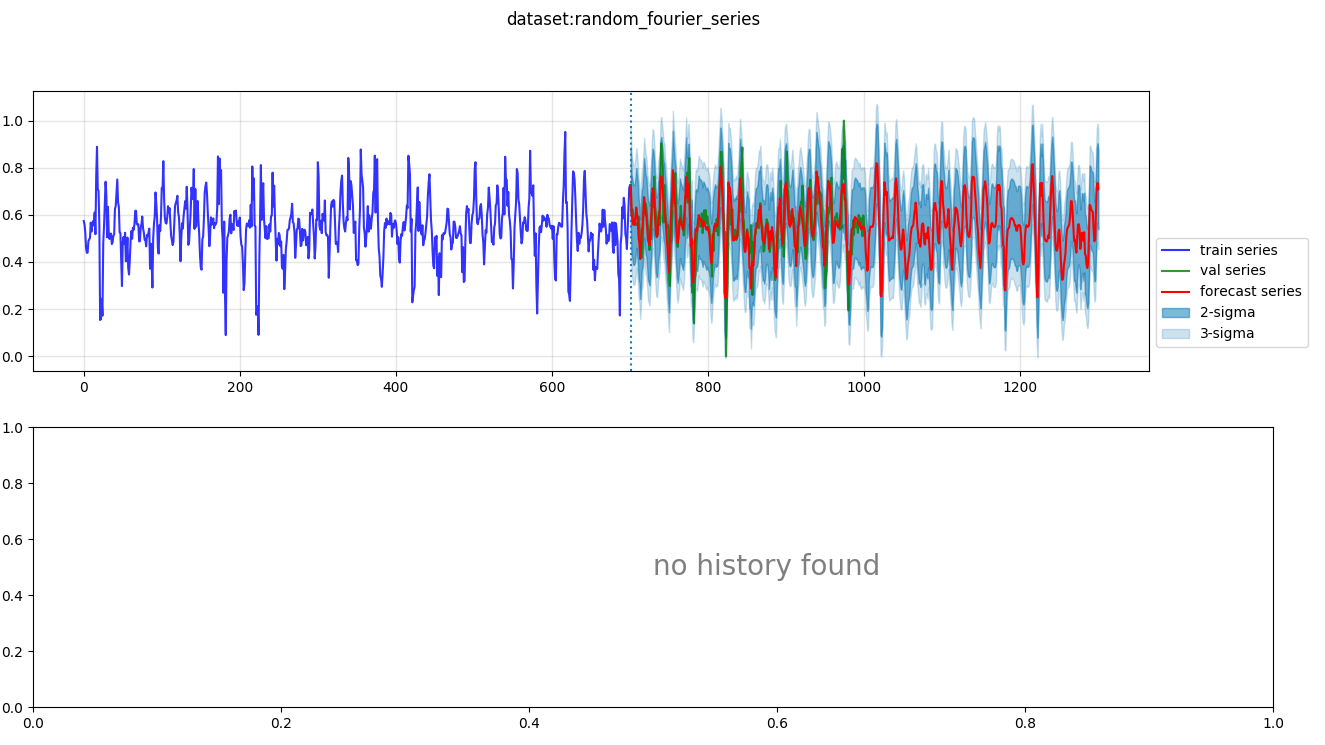 dataset:random_fourier_series
1.0
0.8
0.6
0.4
0.2
0.0
0 200 400 600 800 1000 1200
train series
val series
forecast series
2-sigma
3-sigma
1.0
0.8
0.6
0.4
0.2
0.0
no history found
0.0 0.2 0.4 0.6 0.8 1.0